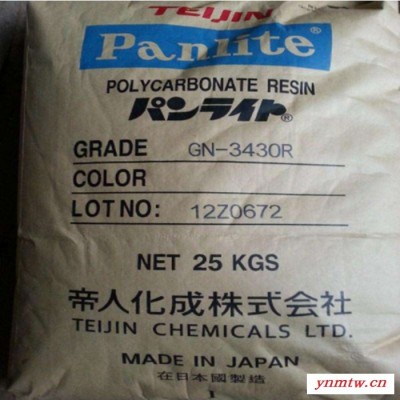 TEIJIN
Panlite
POLYCARBONATE RESIN
パンライト®
GRADE GN-3430R
COLOR
LOT NO: 12Z0672
NET 25 KGS
帝人化成株式会社
TEIJIN CHEMICALS LTD.
MADE IN JAPAN
在日本國製造
1
ynmtw.cn